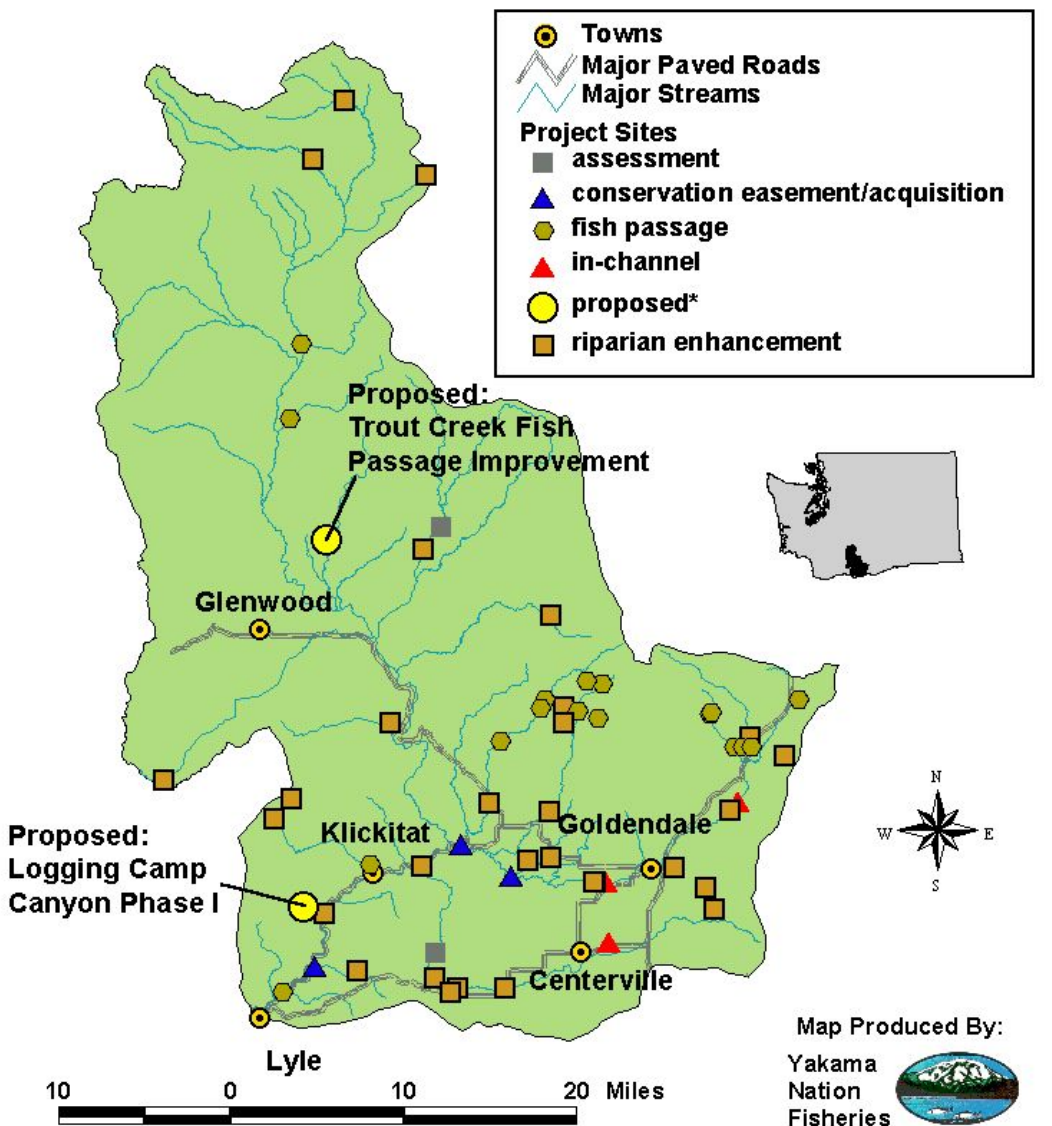 Towns
Major Paved Roads
Major Streams
Project Sites
assessment
conservation easement/acquisition
fish passage
in-channel
proposed*
riparian enhancement
Proposed:
Trout Creek Fish
Passage Improvement
Glenwood
Klickitat
Goldendale
Proposed:
Logging Camp
Canyon Phase I
Centerville
Lyle
N
W
E
S
10 0 10 20 Miles
Map Produced By:
Yakama
Nation
Fisheries